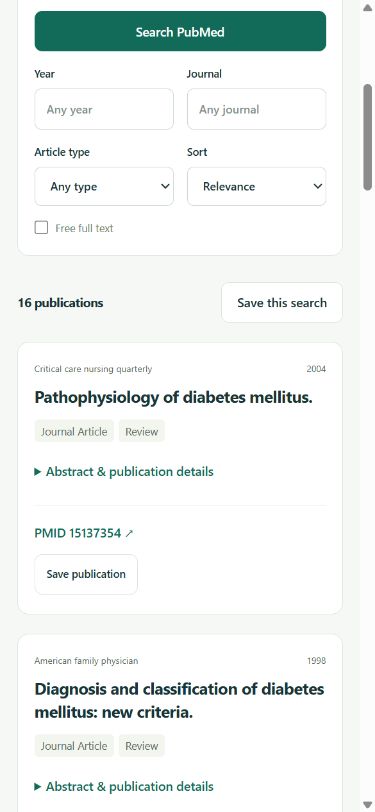 Search PubMed
Year
Journal
Any year
Any journal
Article type
Sort
Any type
Relevance
Free full text
16 publications
Save this search
Critical care nursing quarterly
2004
Pathophysiology of diabetes mellitus.
Journal Article
Review
▶ Abstract & publication details
PMID 15137354 ↗
Save publication
American family physician
1998
Diagnosis and classification of diabetes
mellitus: new criteria.
Journal Article
Review
▶ Abstract & publication details